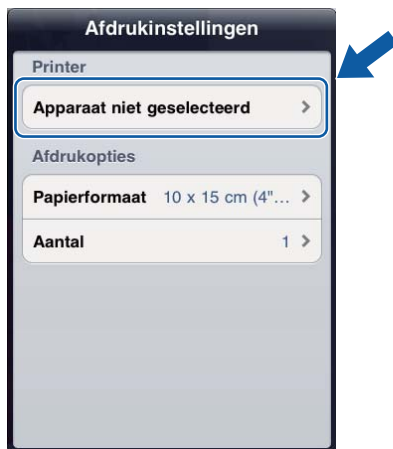 Afdrukinstellingen
Printer
Apparaat niet geselecteerd >
Afdrukopties
Papierformaat 10 x 15 cm (4"... >
Aantal 1 >